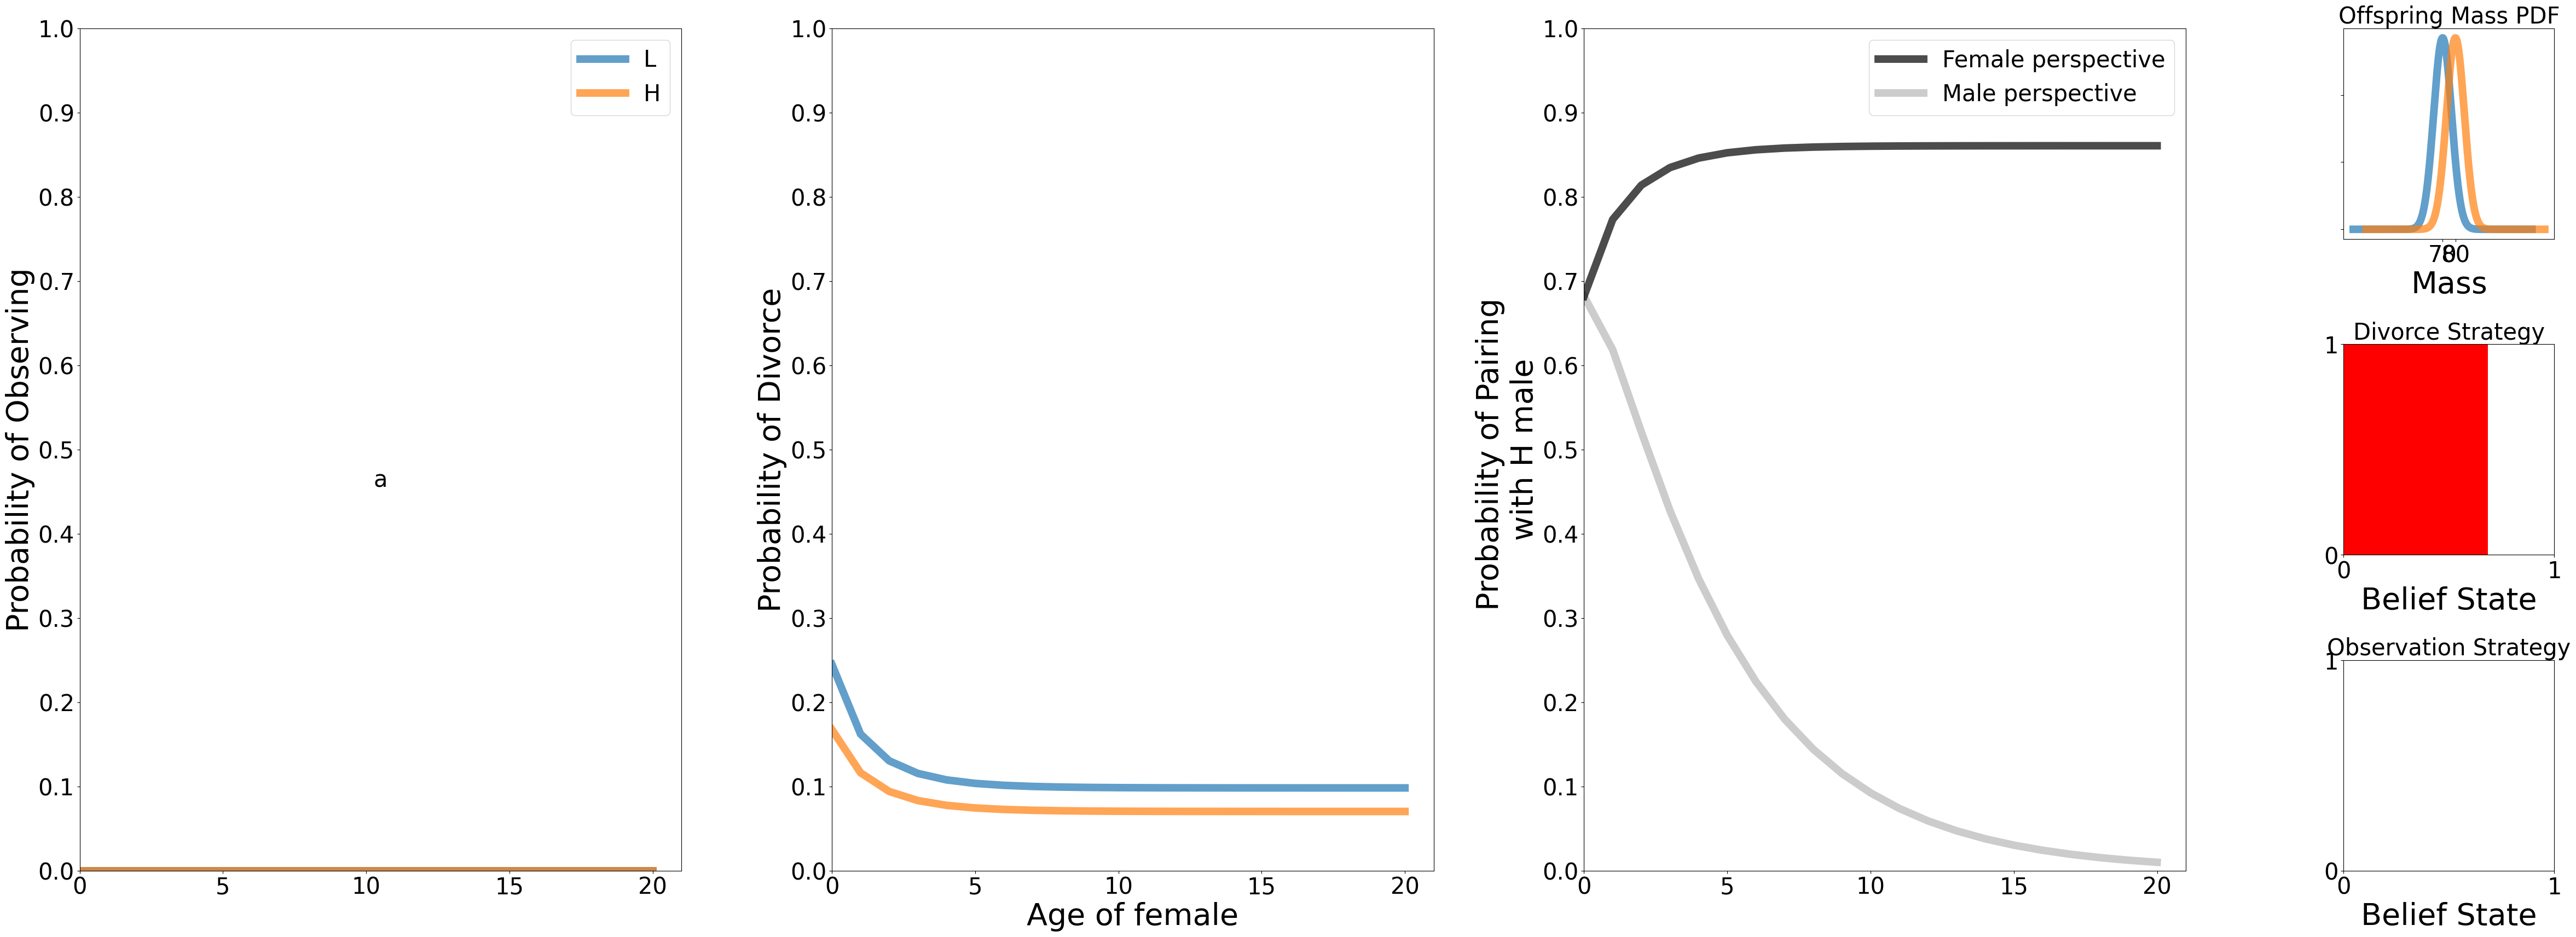 Probability of Observing
1.0
0.9
0.8
0.7
0.6
0.5
0.4
0.3
0.2
0.1
0.0
0 5 10 15 20
L
H
a
Probability of Divorce
1.0
0.9
0.8
0.7
0.6
0.5
0.4
0.3
0.2
0.1
0.0
0 5 10 15 20
Age of female
Probability of Pairing
with H male
1.0
0.9
0.8
0.7
0.6
0.5
0.4
0.3
0.2
0.1
0.0
0 5 10 15 20
Female perspective
Male perspective
Offspring Mass PDF
Mass
Divorce Strategy
1
0
0 1
Belief State
Observation Strategy
1
0
0 1
Belief State